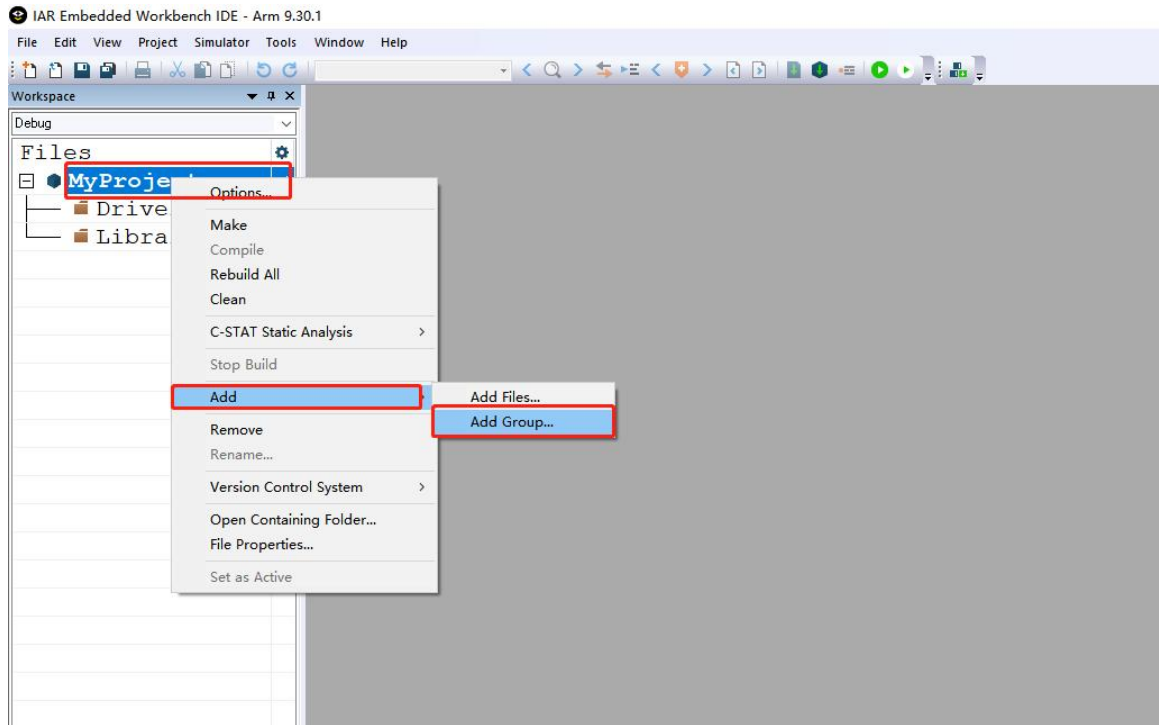 IAR Embedded Workbench IDE - Arm 9.30.1
File Edit View Project Simulator Tools Window Help
Workspace
Debug
Files
MyProje
Options...
Drive
Make
Libra
Compile
Rebuild All
Clean
C-STAT Static Analysis
Stop Build
Add
Add Files...
Add Group...
Remove
Rename...
Version Control System
Open Containing Folder...
File Properties...
Set as Active